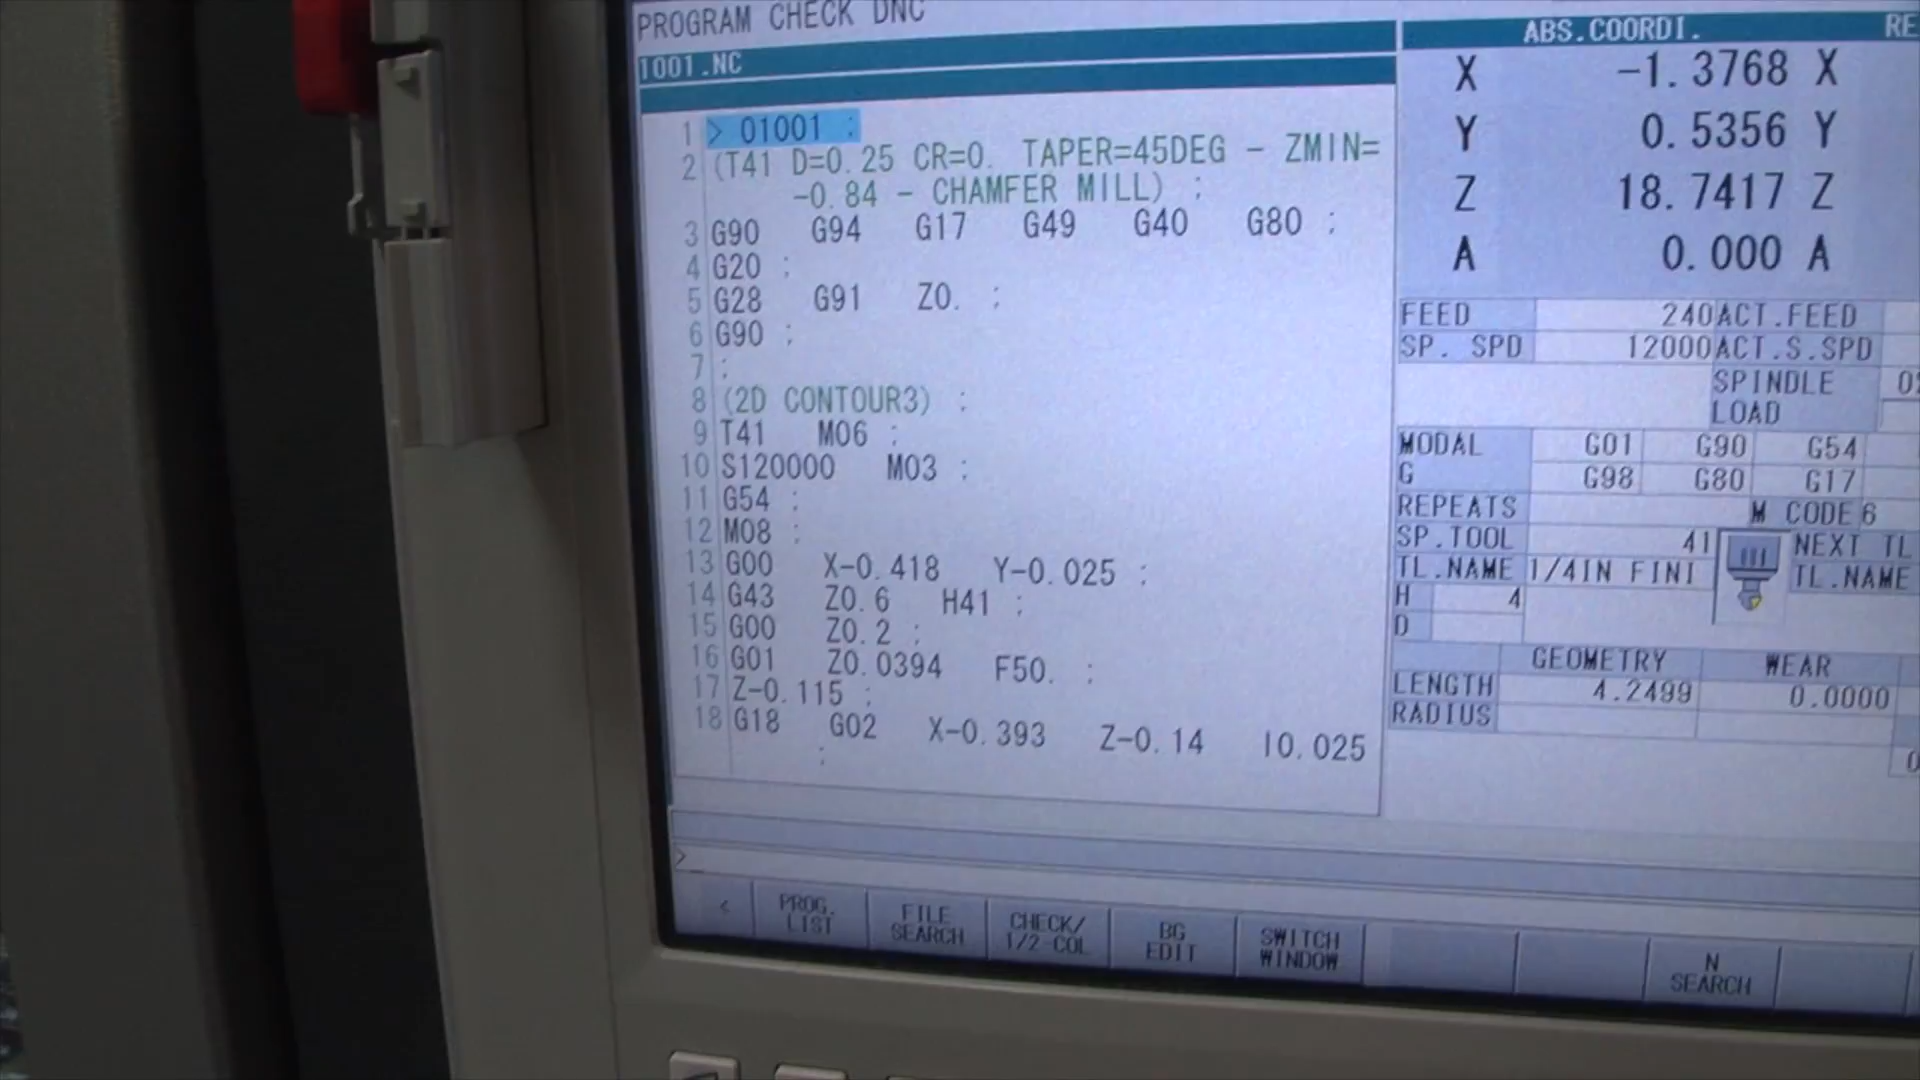 PROGRAM CHECK DNC
1001.NC
1 > O1001 ;
2 (T41 D=0.25 CR=0. TAPER=45DEG - ZMIN=
-0.84 - CHAMFER MILL) ;
3 G90 G94 G17 G49 G40 G80 ;
4 G20 ;
5 G28 G91 Z0. ;
6 G90 ;
7 ;
8 (2D CONTOUR3) ;
9 T41 M06 ;
10 S120000 M03 ;
11 G54 ;
12 M08 ;
13 G00 X-0.418 Y-0.025 ;
14 G43 Z0.6 H41 ;
15 G00 Z0.2 ;
16 G01 Z0.0394 F50. ;
17 Z-0.115 ;
18 G18 G02 X-0.393 Z-0.14 I0.025
;
>_
ABS.COORDI. RE
X -1.3768 X
Y 0.5356 Y
Z 18.7417 Z
A 0.000 A
FEED 240 ACT.FEED
SP. SPD 12000 ACT.S.SPD
SPINDLE
LOAD
MODAL G01 G90 G54
G G98 G80 G17
REPEATS M CODE 6
SP.TOOL 41 NEXT TL
TL.NAME 1/4IN FINI TL.NAME
H 4
D
GEOMETRY WEAR
LENGTH 4.2499 0.0000
RADIUS
<
PROG.
LIST
FILE
SEARCH
CHECK/
1/2-COL
BG
EDIT
SWITCH
WINDOW
N
SEARCH